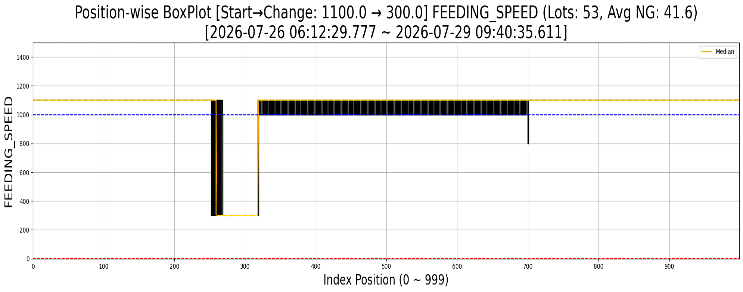 Position-wise BoxPlot [Start→Change: 1100.0 → 300.0] FEEDING_SPEED (Lots: 53, Avg NG: 41.6)
[2026-07-26 06:12:29.777 ~ 2026-07-29 09:40:35.611]
Median
1400
1200
1000
800
600
400
200
0
FEEDING_SPEED
0 100 200 300 400 500 600 700 800 900
Index Position (0 ~ 999)